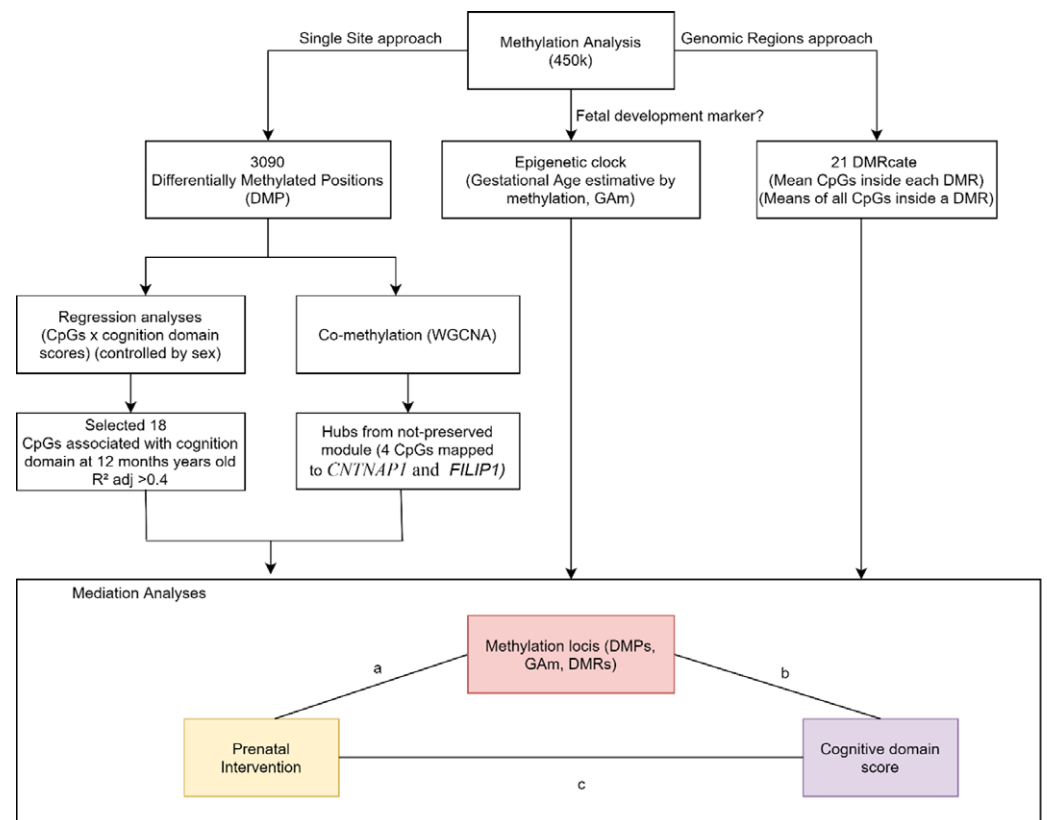 Single Site approach
Methylation Analysis
(450k)
Genomic Regions approach
Fetal development marker?
3090
Differentially Methylated Positions
(DMP)
Epigenetic clock
(Gestational Age estimative by
methylation, GAm)
21 DMRcate
(Mean CpGs inside each DMR)
(Means of all CpGs inside a DMR)
Regression analyses
(CpGs x cognition domain
scores) (controlled by sex)
Co-methylation (WGCNA)
Selected 18
CpGs associated with cognition
domain at 12 months years old
R² adj >0.4
Hubs from not-preserved
module (4 CpGs mapped
to CNTNAP1 and FILIP1)
Mediation Analyses
Methylation locis (DMPs,
GAm, DMRs)
a
b
Prenatal
Intervention
Cognitive domain
score
c